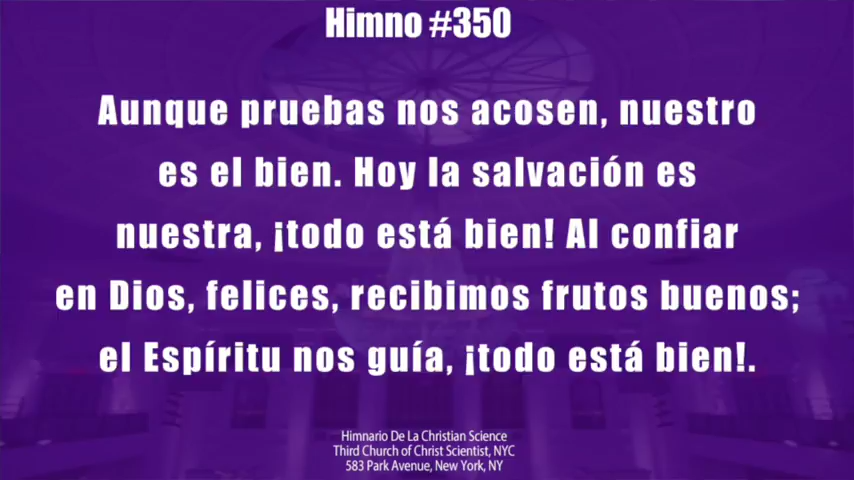 Himno #350
Aunque pruebas nos acosen, nuestro
es el bien. Hoy la salvación es
nuestra, ¡todo está bien! Al confiar
en Dios, felices, recibimos frutos buenos;
el Espíritu nos guía, ¡todo está bien!.
Himnario De La Christian Science
Third Church of Christ Scientist, NYC
583 Park Avenue, New York, NY